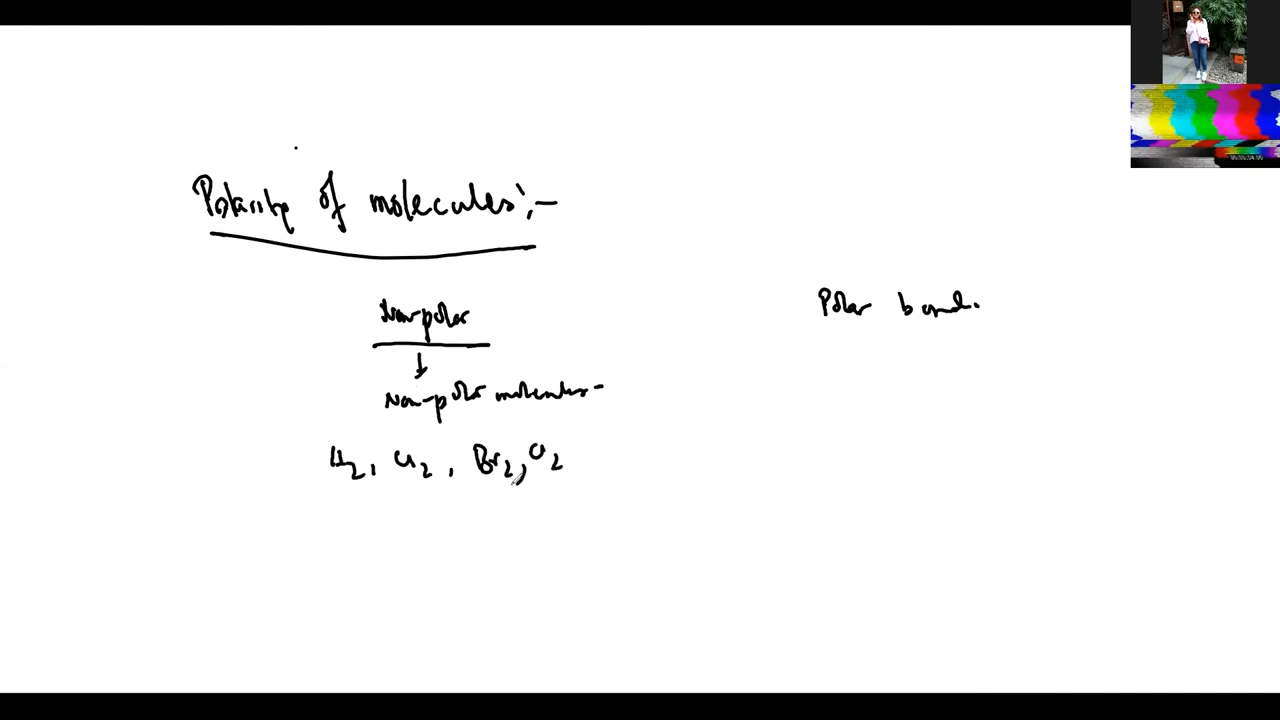 Polarity of molecules:-
Non-polar
Polar bond.
↓
Non-polar molecules-
H2, Cl2, Br2, O2